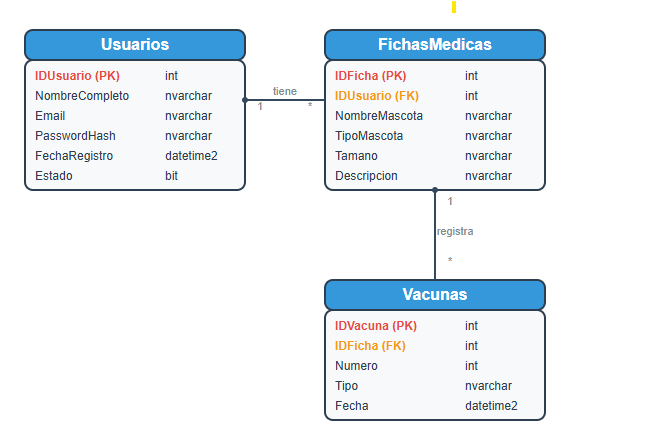 Usuarios
IDUsuario (PK) int
NombreCompleto nvarchar
Email nvarchar
PasswordHash nvarchar
FechaRegistro datetime2
Estado bit
tiene
1 *
FichasMedicas
IDFicha (PK) int
IDUsuario (FK) int
NombreMascota nvarchar
TipoMascota nvarchar
Tamano nvarchar
Descripcion nvarchar
1
registra
*
Vacunas
IDVacuna (PK) int
IDFicha (FK) int
Numero int
Tipo nvarchar
Fecha datetime2